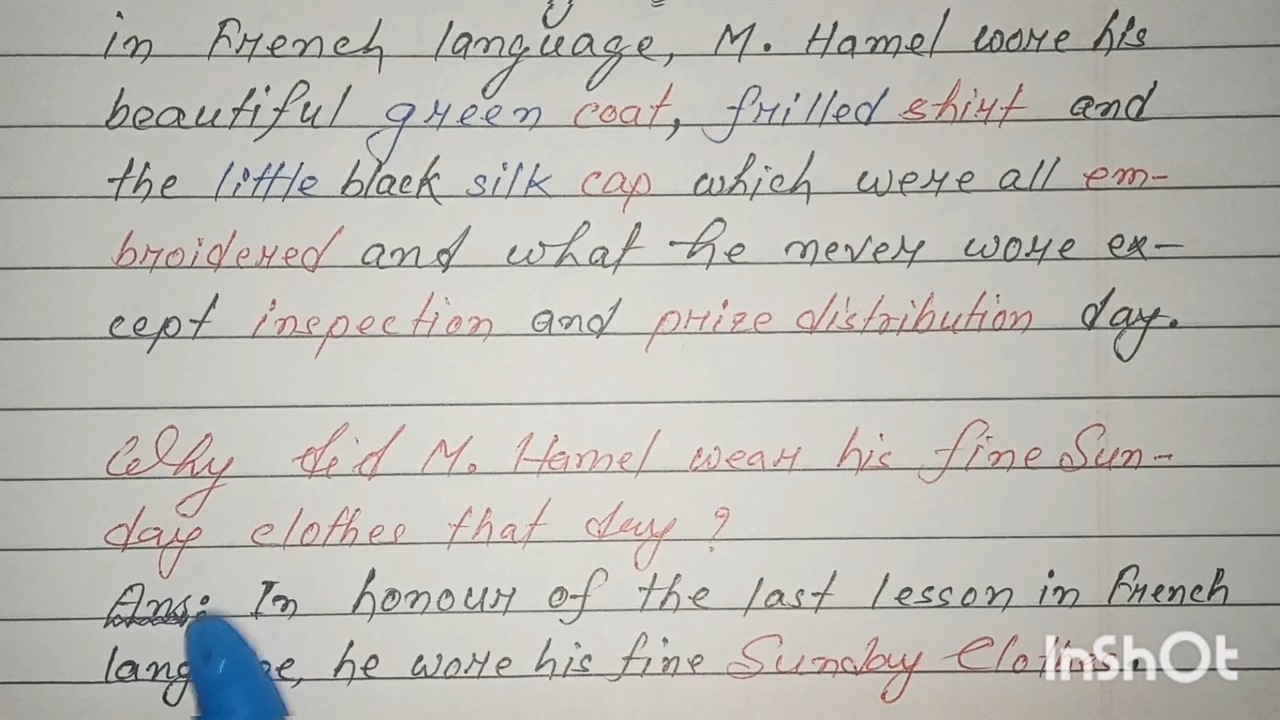 in French language, M. Hamel wore his
beautiful green coat, frilled shirt and
the little black silk cap which were all em-
broidered and what he never wore ex-
cept inspection and prize distribution day.
Why did M. Hamel wear his fine Sun-
day clothes that day?
Ans: In honour of the last lesson in French
language, he wore his fine Sunday Clothes.
InShOt